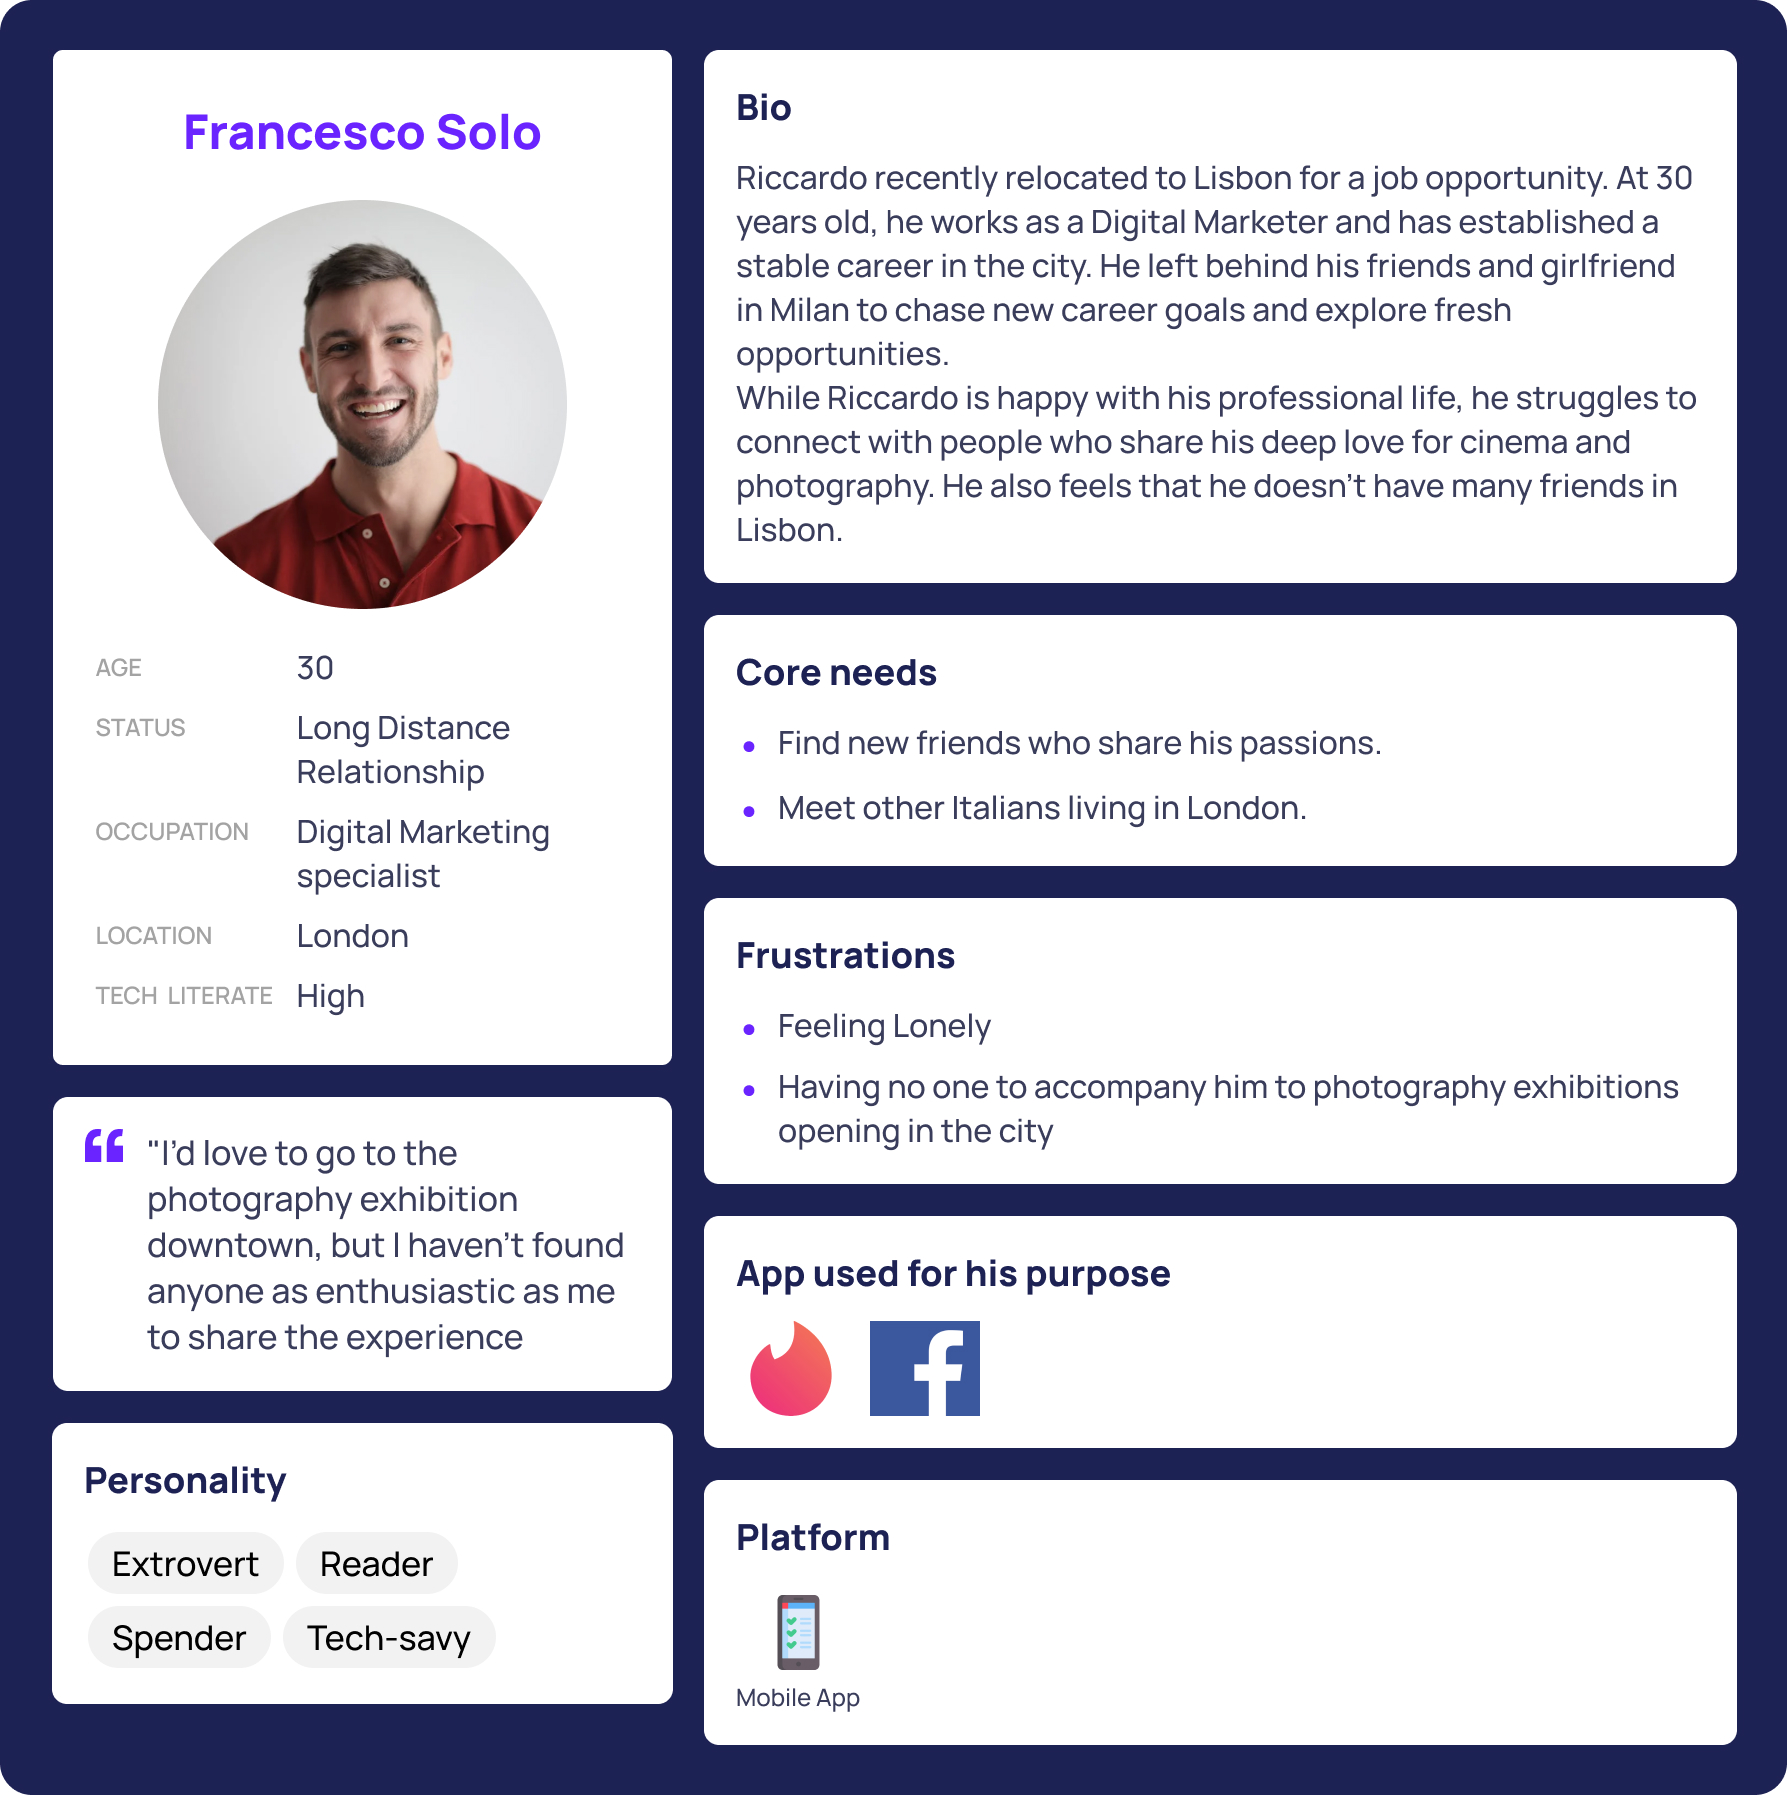 Francesco Solo
AGE 30
STATUS Long Distance
Relationship
OCCUPATION Digital Marketing
specialist
LOCATION London
TECH LITERATE High
"I'd love to go to the
photography exhibition
downtown, but I haven't found
anyone as enthusiastic as me
to share the experience
Personality
Extrovert Reader
Spender Tech-savy
Bio
Riccardo recently relocated to Lisbon for a job opportunity. At 30
years old, he works as a Digital Marketer and has established a
stable career in the city. He left behind his friends and girlfriend
in Milan to chase new career goals and explore fresh
opportunities.
While Riccardo is happy with his professional life, he struggles to
connect with people who share his deep love for cinema and
photography. He also feels that he doesn't have many friends in
Lisbon.
Core needs
• Find new friends who share his passions.
• Meet other Italians living in London.
Frustrations
• Feeling Lonely
• Having no one to accompany him to photography exhibitions
opening in the city
App used for his purpose
Platform
Mobile App